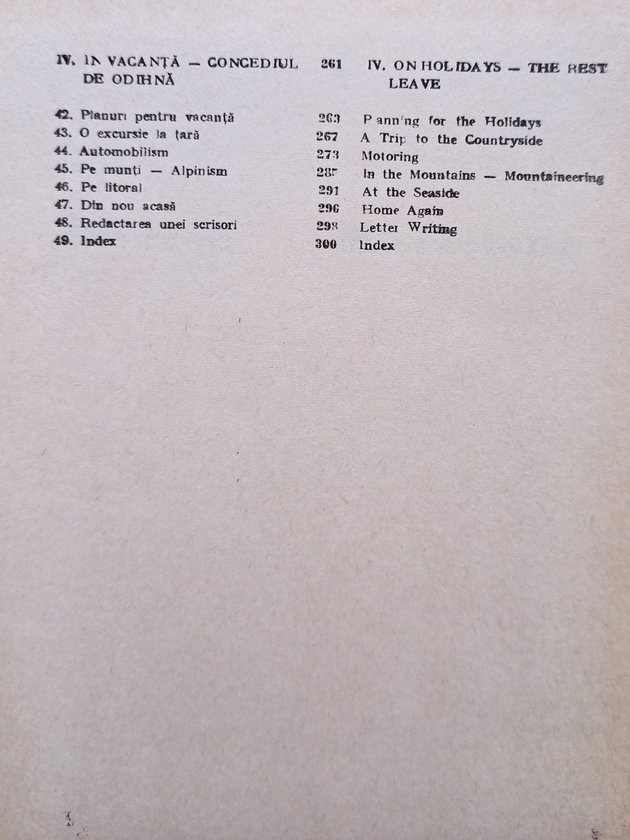 IV. ÎN VACANȚĂ — CONCEDIUL 261 IV. ON HOLIDAYS — THE REST
DE ODIHNĂ LEAVE
42. Planuri pentru vacanță 263 Planning for the Holidays
43. O excursie la țară 267 A Trip to the Countryside
44. Automobilism 273 Motoring
45. Pe munți — Alpinism 285 In the Mountains — Mountaineering
46. Pe litoral 291 At the Seaside
47. Din nou acasă 296 Home Again
48. Redactarea unei scrisori 298 Letter Writing
49. Index 300 Index